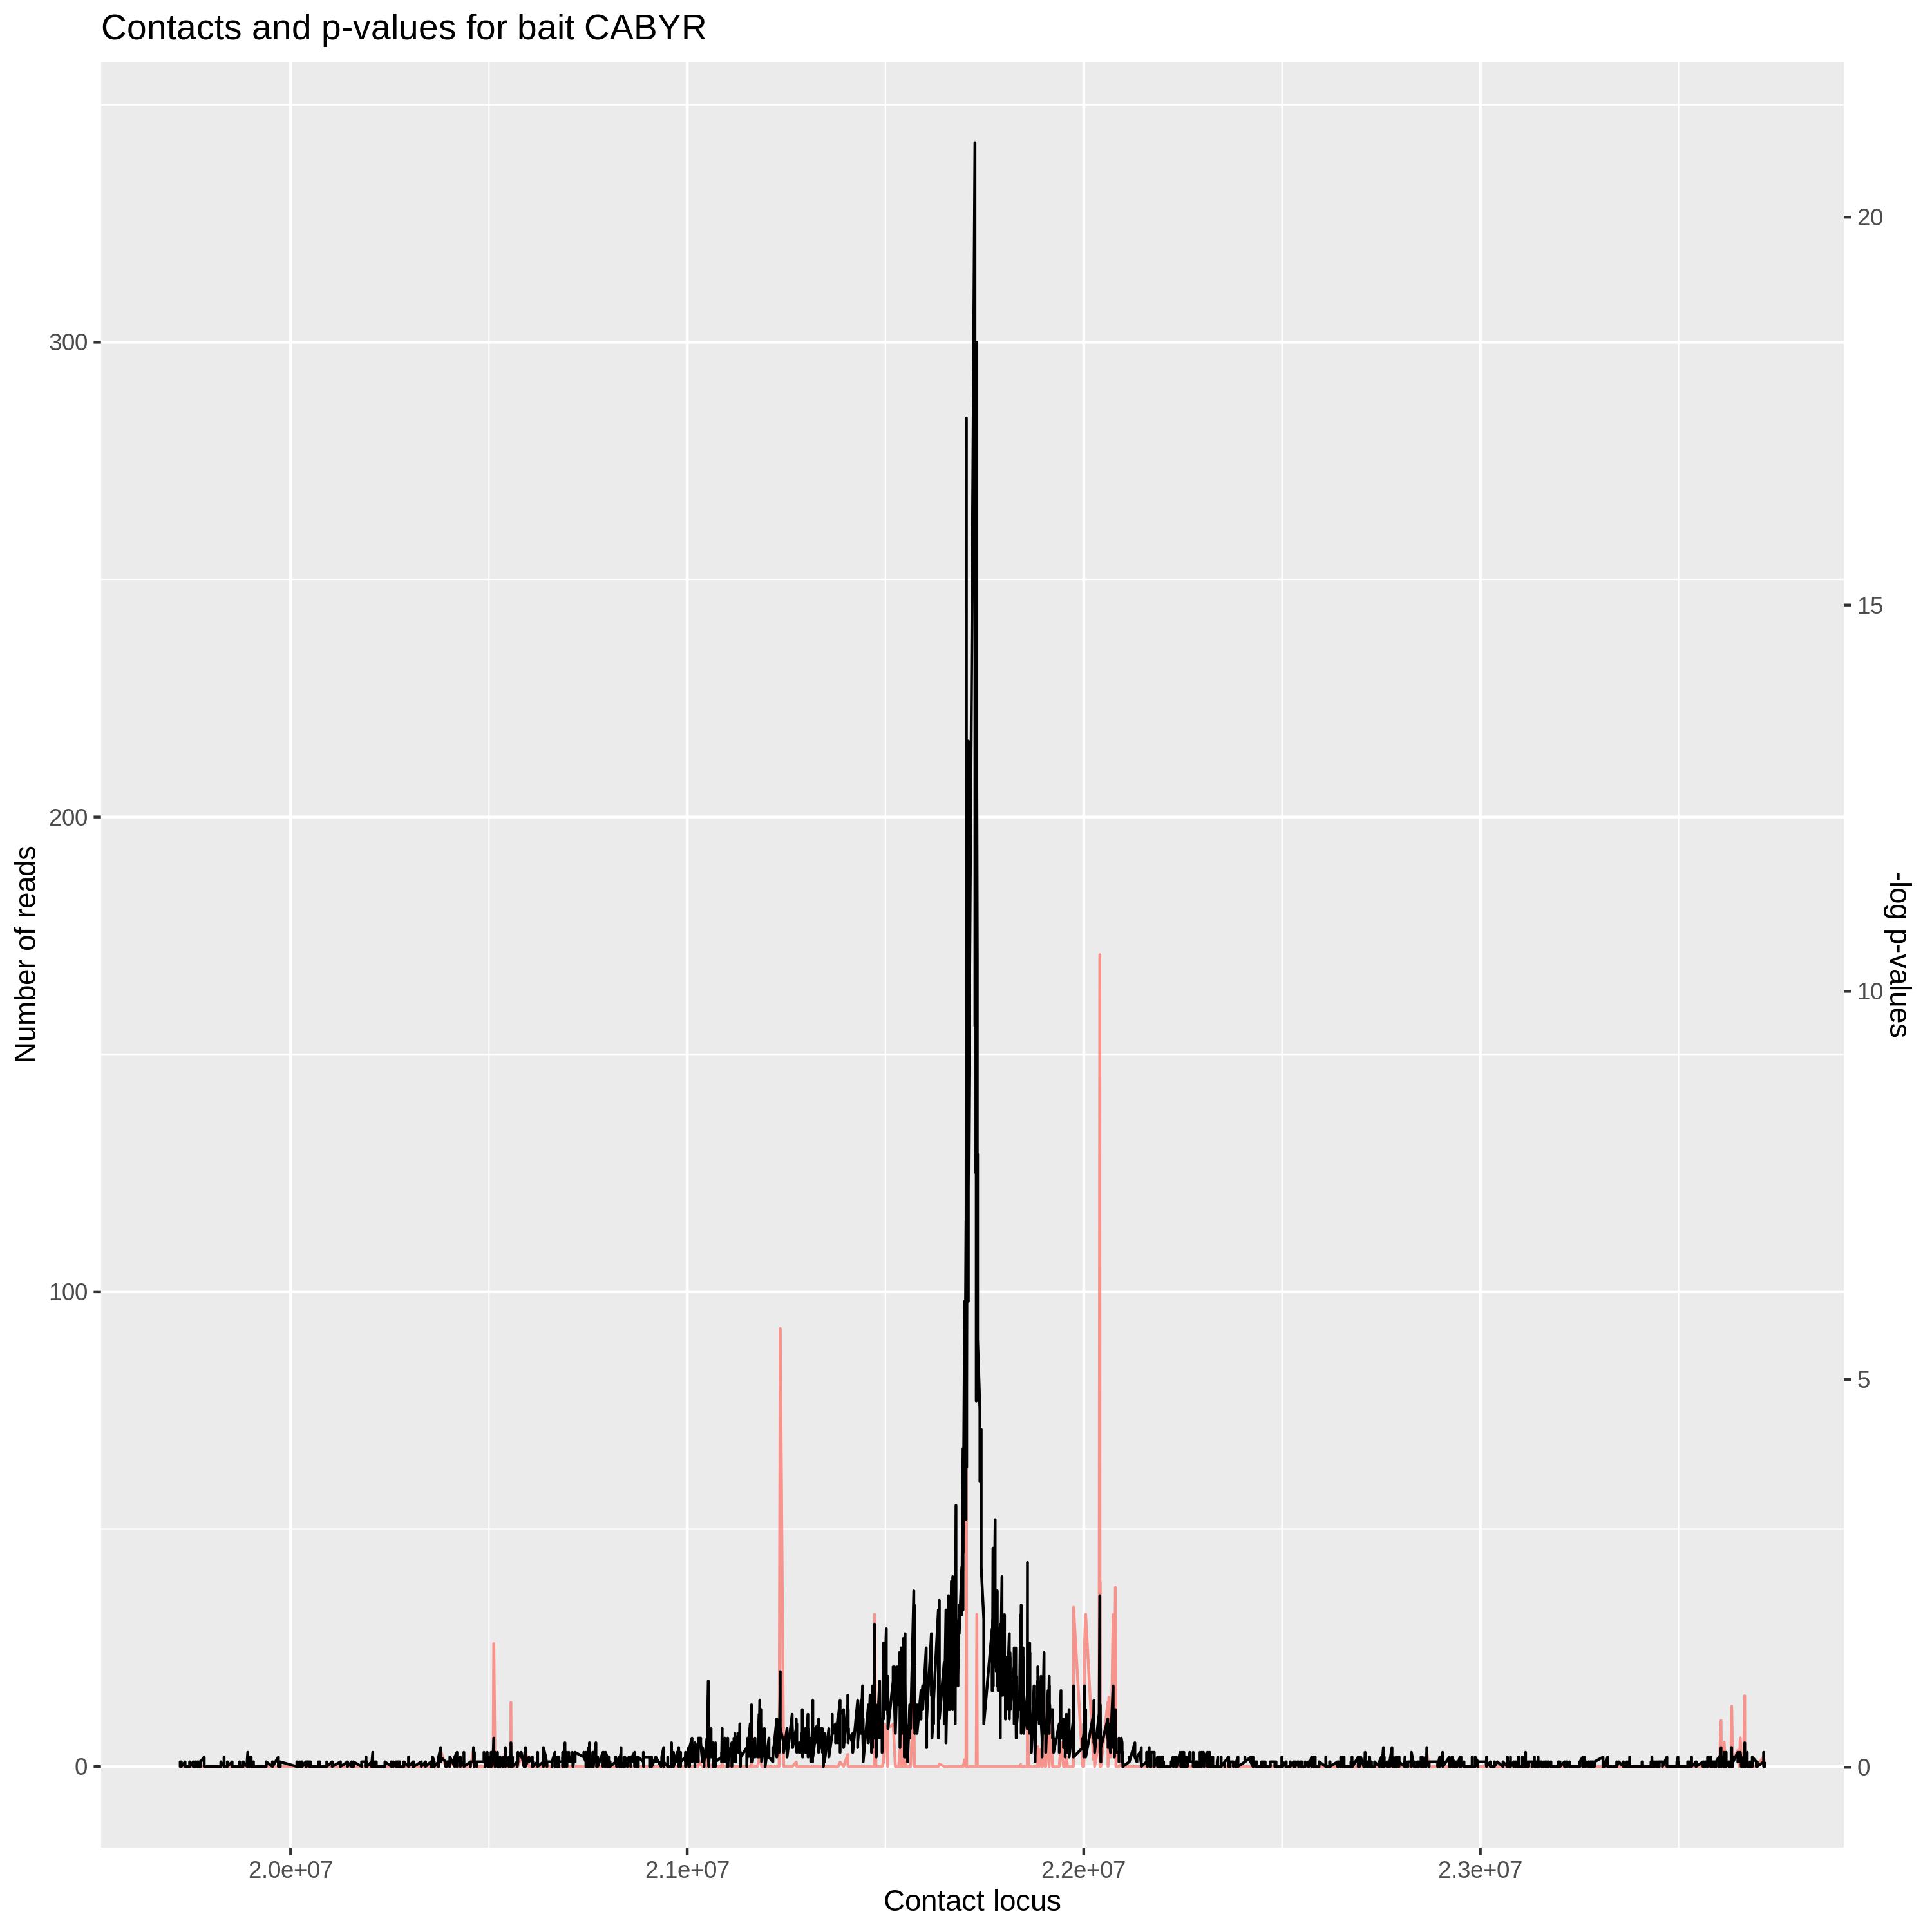 Contacts and p-values for bait CABYR
Number of reads
300
200
100
0
20
15
10
5
0
-log p-values
2.0e+07 2.1e+07 2.2e+07 2.3e+07
Contact locus